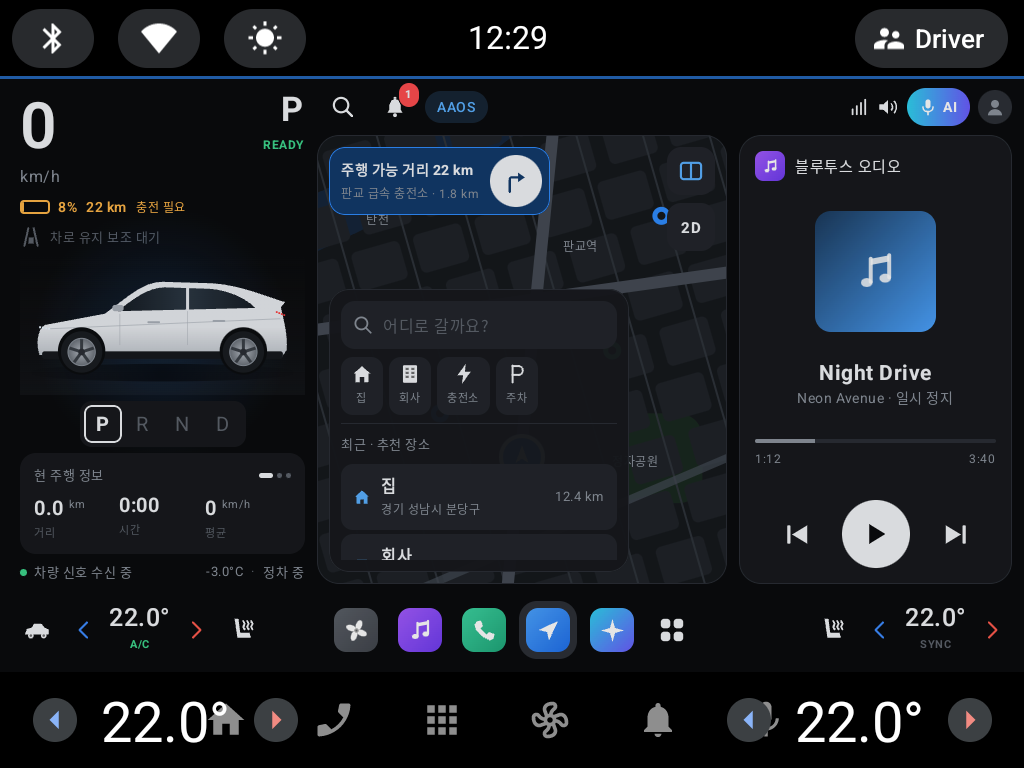 12:29
Driver
0
P
READY
km/h
8% 22 km 충전 필요
차로 유지 보조 대기
P R N D
현 주행 정보
0.0 km
거리
0:00
시간
0 km/h
평균
차량 신호 수신 중
-3.0°C · 정차 중
1
AAOS
AI
주행 가능 거리 22 km
판교 급속 충전소 · 1.8 km
탄천
판교역
2D
어디로 갈까요?
집
회사
충전소
주차
최근 · 추천 장소
자공원
집
경기 성남시 분당구
12.4 km
회사
블루투스 오디오
Night Drive
Neon Avenue · 일시 정지
1:12
3:40
22.0°
A/C
22.0°
SYNC
22.0°
22.0°